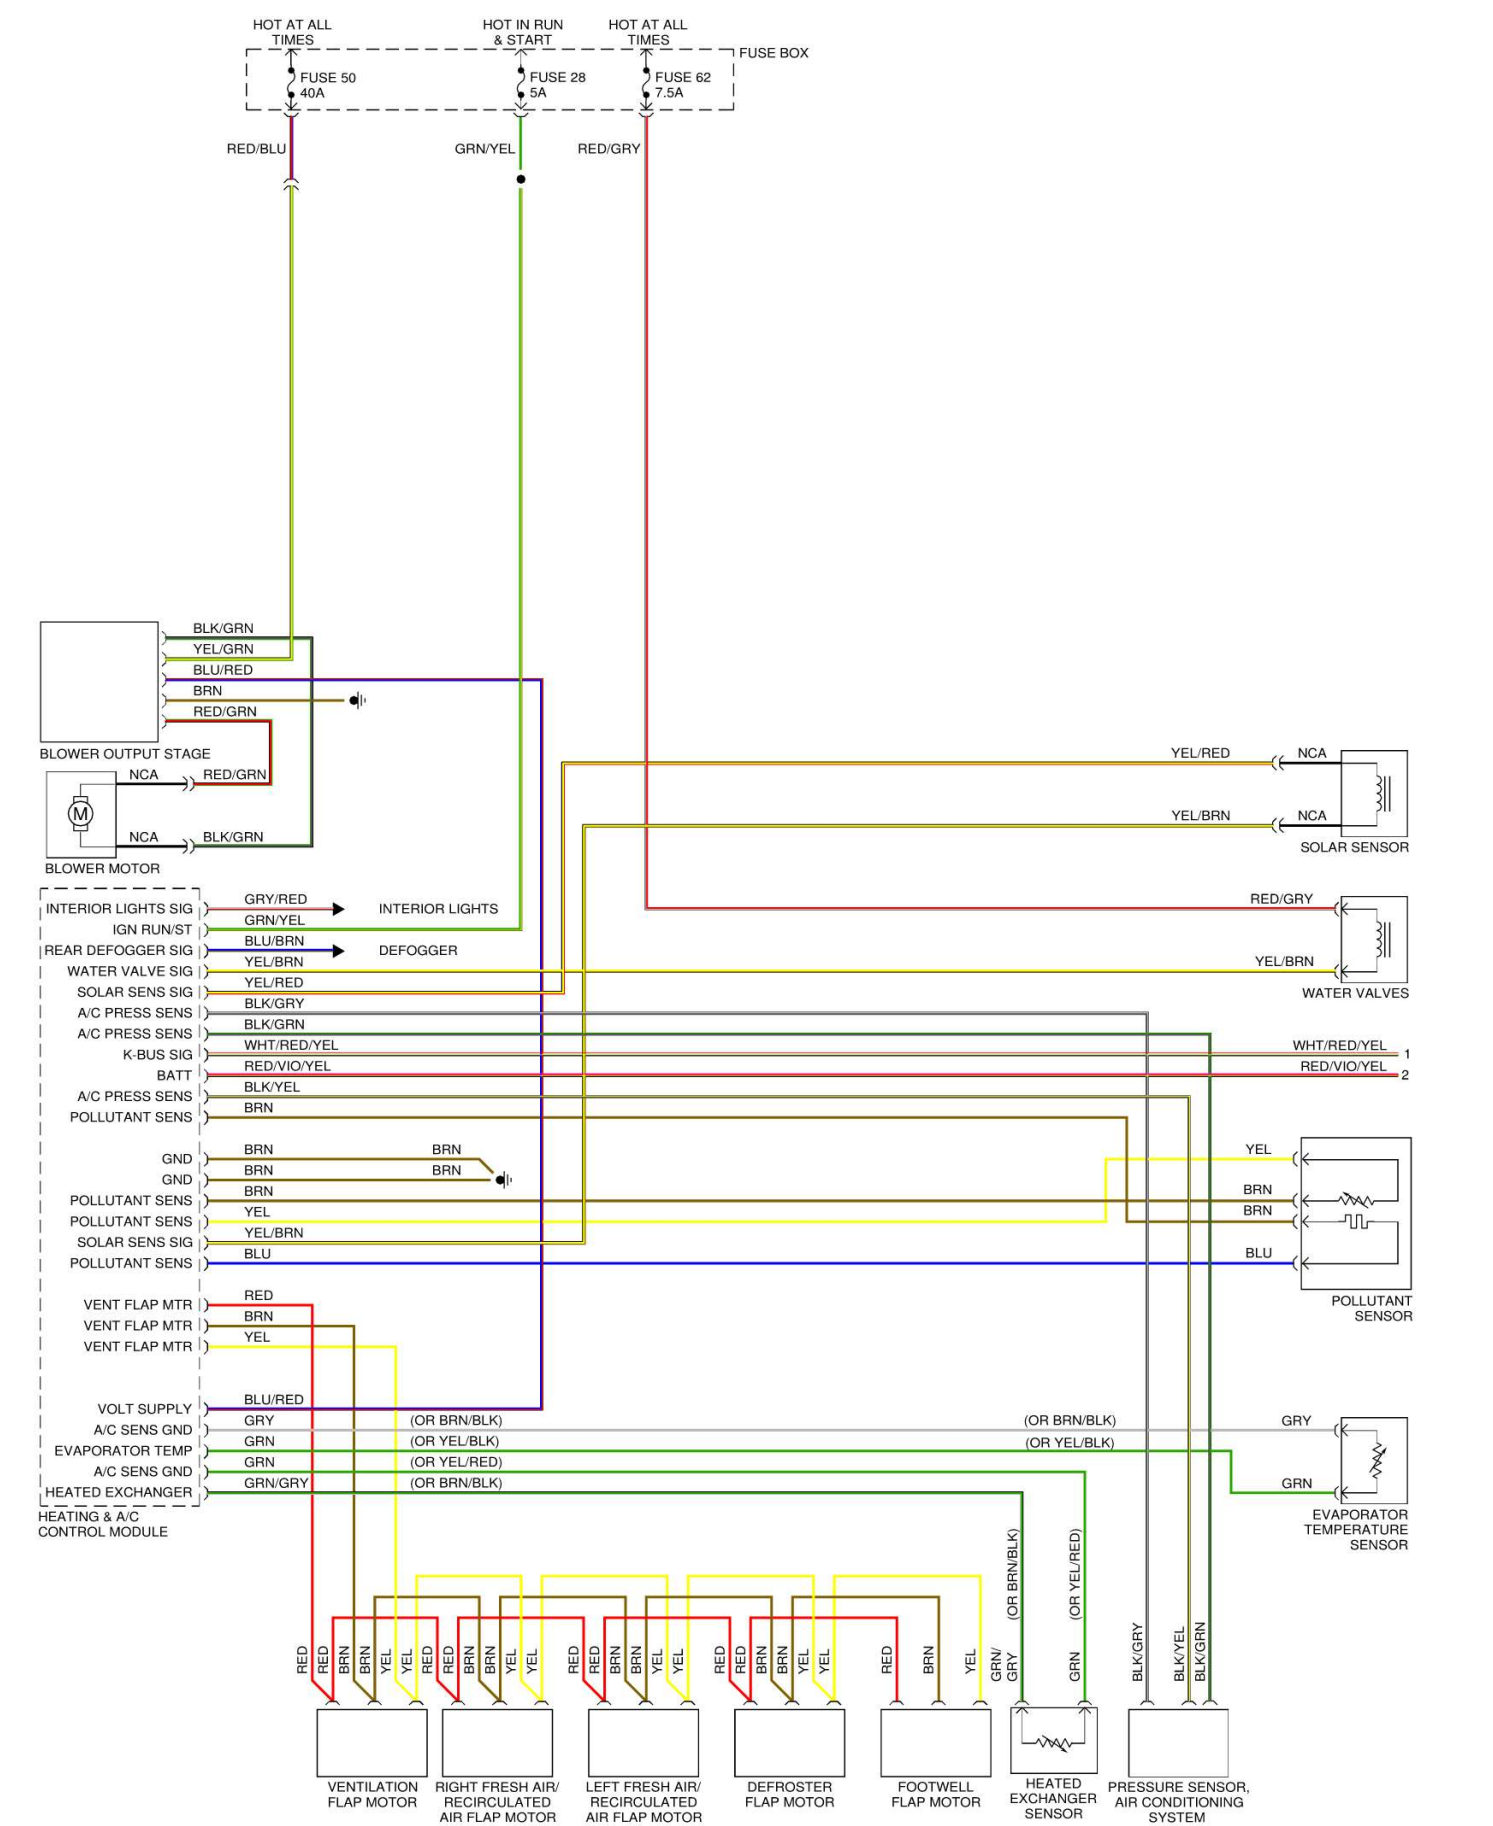 HOT AT ALL
TIMES
HOT IN RUN
& START
HOT AT ALL
TIMES
FUSE BOX
FUSE 50
40A
FUSE 28
5A
FUSE 62
7.5A
RED/BLU
GRN/YEL
RED/GRY
BLK/GRN
YEL/GRN
BLU/RED
BRN
RED/GRN
BLOWER OUTPUT STAGE
NCA
RED/GRN
M
NCA
BLK/GRN
BLOWER MOTOR
YEL/RED
NCA
YEL/BRN
NCA
SOLAR SENSOR
RED/GRY
YEL/BRN
WATER VALVES
INTERIOR LIGHTS SIG
GRY/RED
INTERIOR LIGHTS
IGN RUN/ST
GRN/YEL
REAR DEFOGGER SIG
BLU/BRN
DEFOGGER
WATER VALVE SIG
YEL/BRN
SOLAR SENS SIG
YEL/RED
A/C PRESS SENS
BLK/GRY
A/C PRESS SENS
BLK/GRN
K-BUS SIG
WHT/RED/YEL
WHT/RED/YEL
1
BATT
RED/VIO/YEL
RED/VIO/YEL
2
A/C PRESS SENS
BLK/YEL
POLLUTANT SENS
BRN
GND
BRN
BRN
GND
BRN
BRN
POLLUTANT SENS
BRN
POLLUTANT SENS
YEL
SOLAR SENS SIG
YEL/BRN
POLLUTANT SENS
BLU
YEL
BRN
BRN
BLU
POLLUTANT
SENSOR
VENT FLAP MTR
RED
VENT FLAP MTR
BRN
VENT FLAP MTR
YEL
VOLT SUPPLY
BLU/RED
A/C SENS GND
GRY
(OR BRN/BLK)
(OR BRN/BLK)
GRY
EVAPORATOR TEMP
GRN
(OR YEL/BLK)
(OR YEL/BLK)
A/C SENS GND
GRN
(OR YEL/RED)
HEATED EXCHANGER
GRN/GRY
(OR BRN/BLK)
GRN
HEATING & A/C
CONTROL MODULE
EVAPORATOR
TEMPERATURE
SENSOR
(OR BRN/BLK)
(OR YEL/RED)
RED
RED
BRN
BRN
YEL
YEL
RED
RED
BRN
BRN
YEL
YEL
RED
RED
BRN
BRN
YEL
YEL
RED
RED
BRN
BRN
YEL
YEL
RED
BRN
YEL
GRN/
GRY
GRN
BLK/GRY
BLK/YEL
BLK/GRN
VENTILATION
FLAP MOTOR
RIGHT FRESH AIR/
RECIRCULATED
AIR FLAP MOTOR
LEFT FRESH AIR/
RECIRCULATED
AIR FLAP MOTOR
DEFROSTER
FLAP MOTOR
FOOTWELL
FLAP MOTOR
HEATED
EXCHANGER
SENSOR
PRESSURE SENSOR,
AIR CONDITIONING
SYSTEM